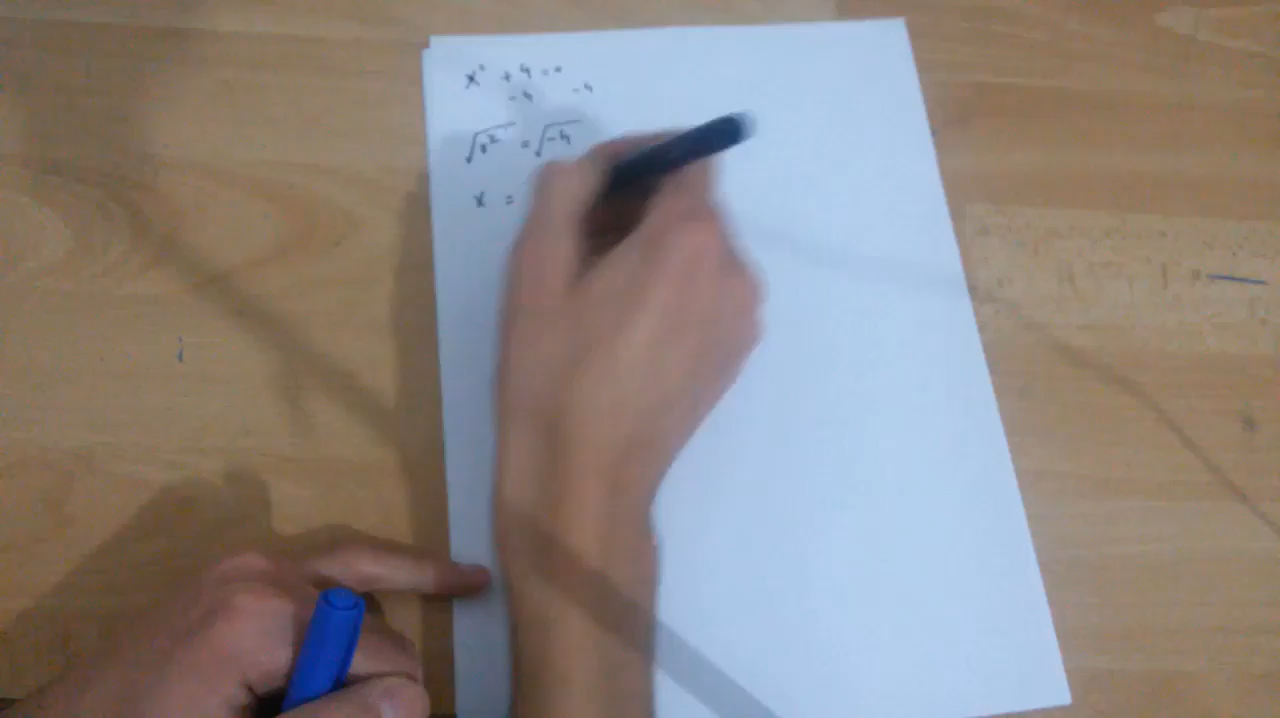 x² + 4 = 0
-4 -4
√x² = √-4
x =